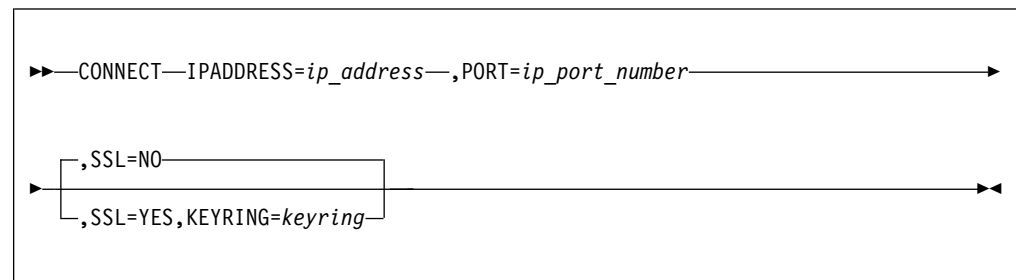 CONNECT IPADDRESS=ip_address ,PORT=ip_port_number
,SSL=NO
,SSL=YES,KEYRING=keyring